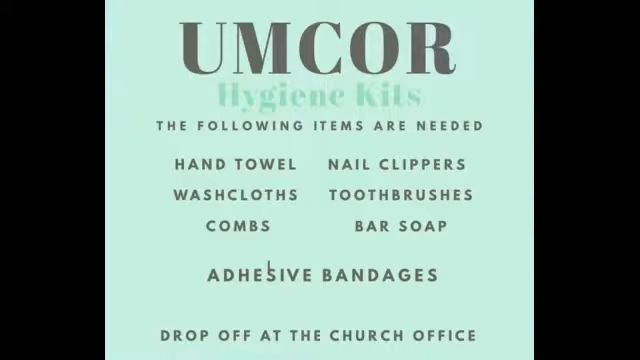 UMCOR
Hygiene Kits
THE FOLLOWING ITEMS ARE NEEDED
HAND TOWEL NAIL CLIPPERS
WASHCLOTHS TOOTHBRUSHES
COMBS BAR SOAP
ADHESIVE BANDAGES
DROP OFF AT THE CHURCH OFFICE